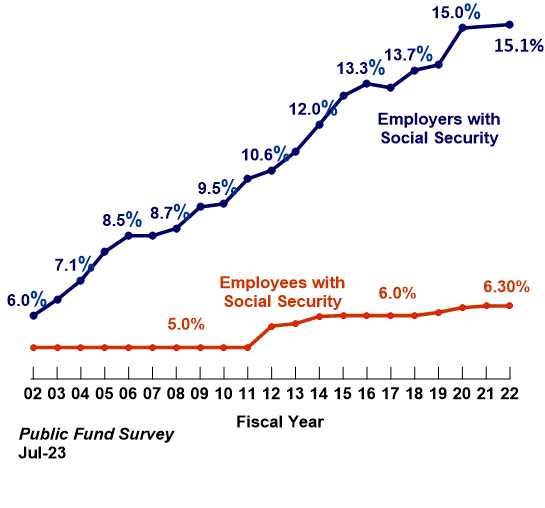 15.0%
15.1%
13.7%
13.3%
12.0%
Employers with
Social Security
10.6%
9.5%
8.7%
8.5%
7.1%
6.0%
Employees with
Social Security
6.30%
6.0%
5.0%
02 03 04 05 06 07 08 09 10 11 12 13 14 15 16 17 18 19 20 21 22
Fiscal Year
Public Fund Survey
Jul-23